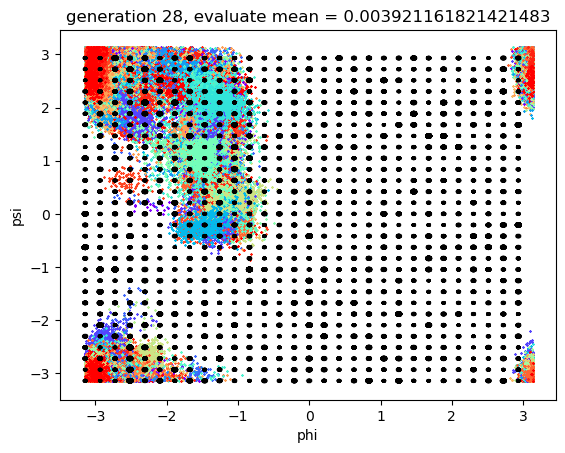 generation 28, evaluate mean = 0.003921161821421483
3
2
1
0
−1
−2
−3
psi
−3 −2 −1 0 1 2 3
phi